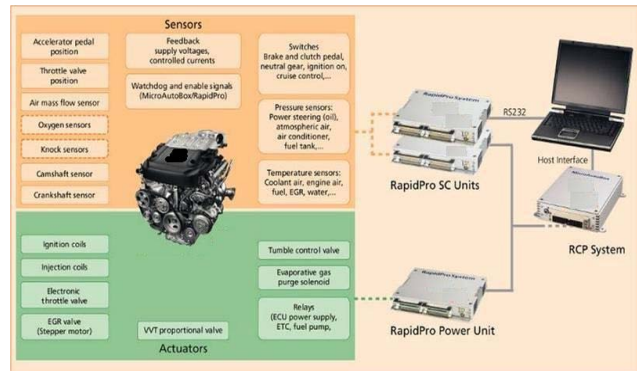 Sensors
Accelerator pedal
position
Throttle valve
position
Air mass flow sensor
Oxygen sensors
Knock sensors
Camshaft sensor
Crankshaft sensor
Feedback
supply voltages,
controlled currents
Watchdog and enable signals
(MicroAutoBox/RapidPro)
Switches
Brake and clutch pedal,
neutral gear, ignition on,
cruise control,...
Pressure sensors:
Power steering (oil),
atmospheric air,
air conditioner,
fuel tank,...
Temperature sensors:
Coolant air, engine air,
fuel, EGR, water,...
RapidPro System
RS232
RapidPro SC Units
Host Interface
MicroAutoBox
RCP System
Ignition coils
Injection coils
Electronic
throttle valve
EGR valve
(Stepper motor)
VVT proportional valve
Tumble control valve
Evaporative gas
purge solenoid
Relays
(ECU power supply,
ETC, fuel pump,
Actuators
RapidPro System
RapidPro Power Unit